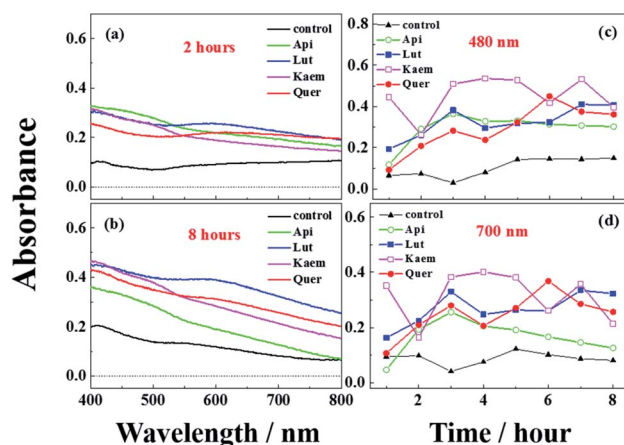 Absorbance
(a)
2 hours
control
Api
Lut
Kaem
Quer
0.6
0.4
0.2
0.0
(b)
8 hours
control
Api
Lut
Kaem
Quer
0.6
0.4
0.2
0.0
400 500 600 700 800
Wavelength / nm
control
Api
Lut
Kaem
Quer
480 nm
(c)
0.8
0.6
0.4
0.2
0.0
control
Api
Lut
Kaem
Quer
700 nm
(d)
0.6
0.4
0.2
0.0
0 2 4 6 8
Time / hour